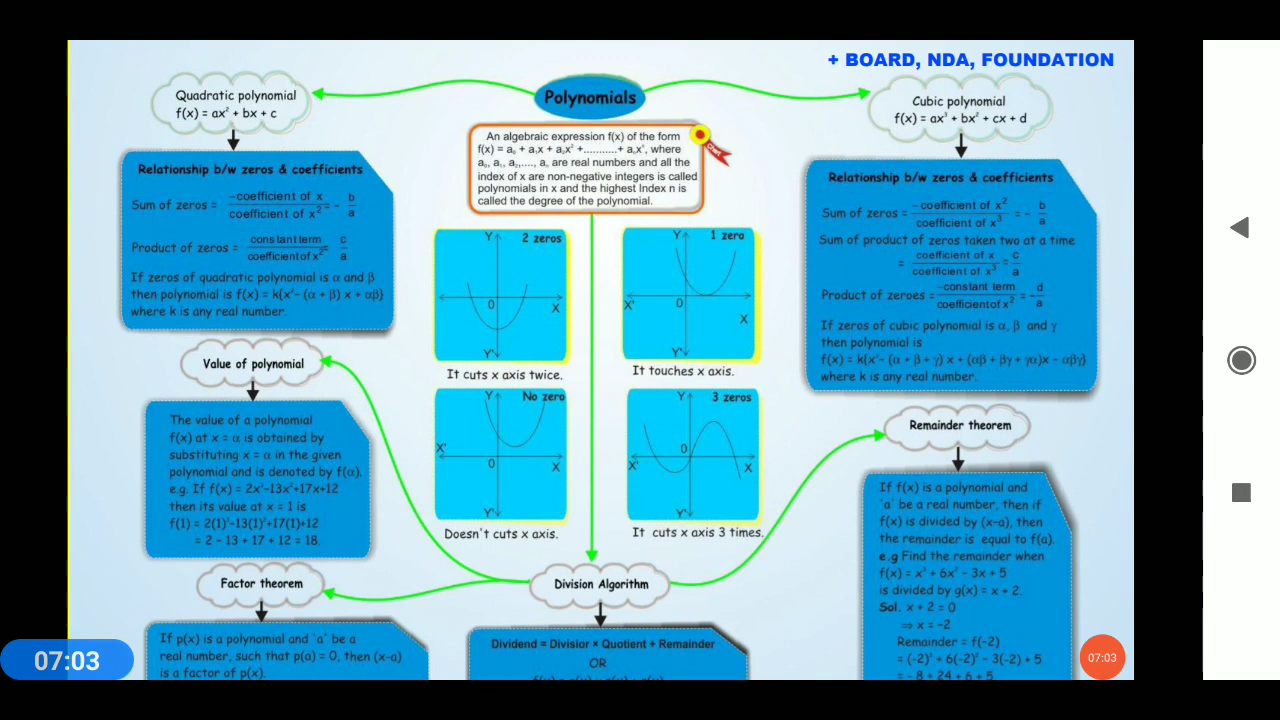 + BOARD, NDA, FOUNDATION
Polynomials
An algebraic expression f(x) of the form
f(x) = a₀ + a₁x + a₂x² +..........+ aₙxⁿ, where
a₀, a₁, a₂,...., aₙ are real numbers and all the
index of x are non-negative integers is called
polynomials in x and the highest Index n is
called the degree of the polynomial.
Quadratic polynomial
f(x) = ax² + bx + c
Relationship b/w zeros & coefficients
Sum of zeros = −coefficient of x / coefficient of x² = − b/a
Product of zeros = constant term / coefficient of x² = c/a
If zeros of quadratic polynomial is α and β
then polynomial is f(x) = k{x²− (α + β) x + αβ}
where k is any real number.
Cubic polynomial
f(x) = ax³ + bx² + cx + d
Relationship b/w zeros & coefficients
Sum of zeros = − coefficient of x² / coefficient of x³ = − b/a
Sum of product of zeros taken two at a time
= coefficient of x / coefficient of x³ = c/a
Product of zeroes = −constant term / coefficient of x² = − d/a
If zeros of cubic polynomial is α, β and γ
then polynomial is
f(x) = k{x³− (α + β + γ) x + (αβ + βγ + γα)x − αβγ}
where k is any real number.
2 zeros
Y
0
X
Y'
It cuts x axis twice.
1 zero
Y
X'
0
X
Y'
It touches x axis.
No zero
Y
X'
0
X
Y'
Doesn't cuts x axis.
3 zeros
Y
0
X'
X
Y'
It cuts x axis 3 times.
Value of polynomial
The value of a polynomial
f(x) at x = α is obtained by
substituting x = α in the given
polynomial and is denoted by f(α).
e.g. If f(x) = 2x³−13x²+17x+12
then its value at x = 1 is
f(1) = 2(1)³−13(1)²+17(1)+12
= 2 − 13 + 17 + 12 = 18.
Factor theorem
If p(x) is a polynomial and 'a' be a
real number, such that p(a) = 0, then (x-a)
is a factor of p(x).
Division Algorithm
Dividend = Divisior × Quotient + Remainder
OR
Remainder theorem
If f(x) is a polynomial and
'a' be a real number, then if
f(x) is divided by (x-a), then
the remainder is equal to f(a).
e.g Find the remainder when
f(x) = x³ + 6x² − 3x + 5
is divided by g(x) = x + 2.
Sol. x + 2 = 0
⇒ x = −2
Remainder = f(-2)
= (-2)³ + 6(-2)² − 3(-2) + 5
= - 8 + 24 + 6 + 5
07:03
07:03